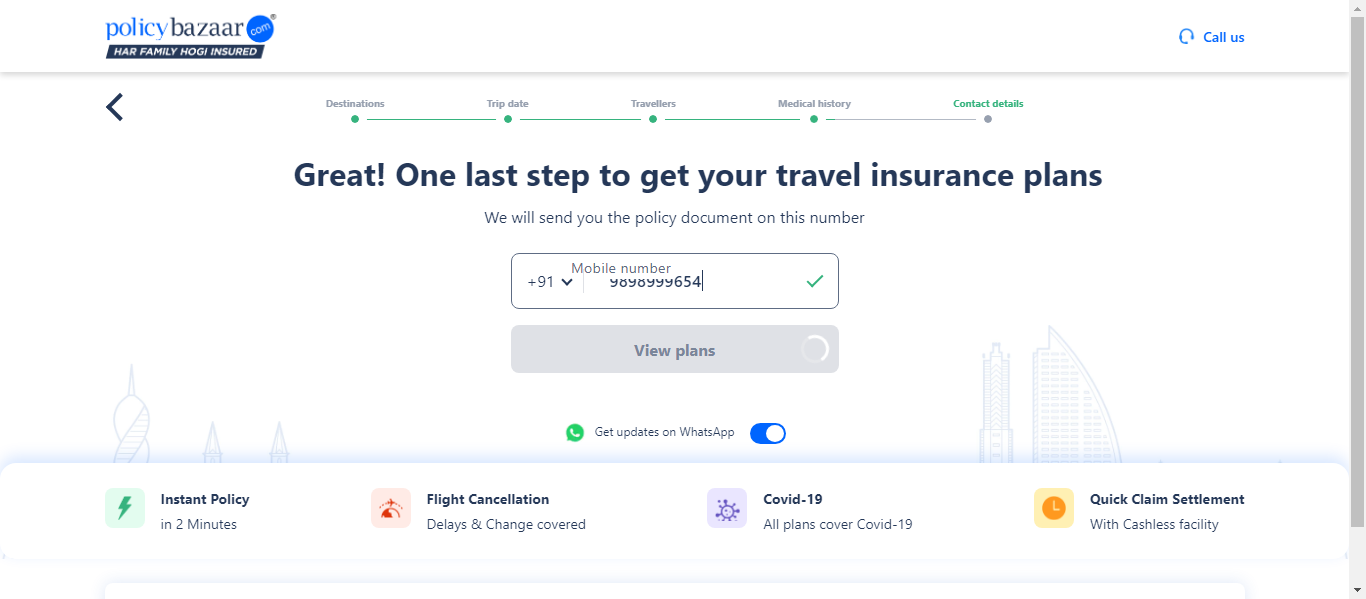 policybazaar.com®
HAR FAMILY HOGI INSURED
Call us
Destinations
Trip date
Travellers
Medical history
Contact details
Great! One last step to get your travel insurance plans
We will send you the policy document on this number
Mobile number
+91
9898999654
View plans
Get updates on WhatsApp
Instant Policy
in 2 Minutes
Flight Cancellation
Delays & Change covered
Covid-19
All plans cover Covid-19
Quick Claim Settlement
With Cashless facility